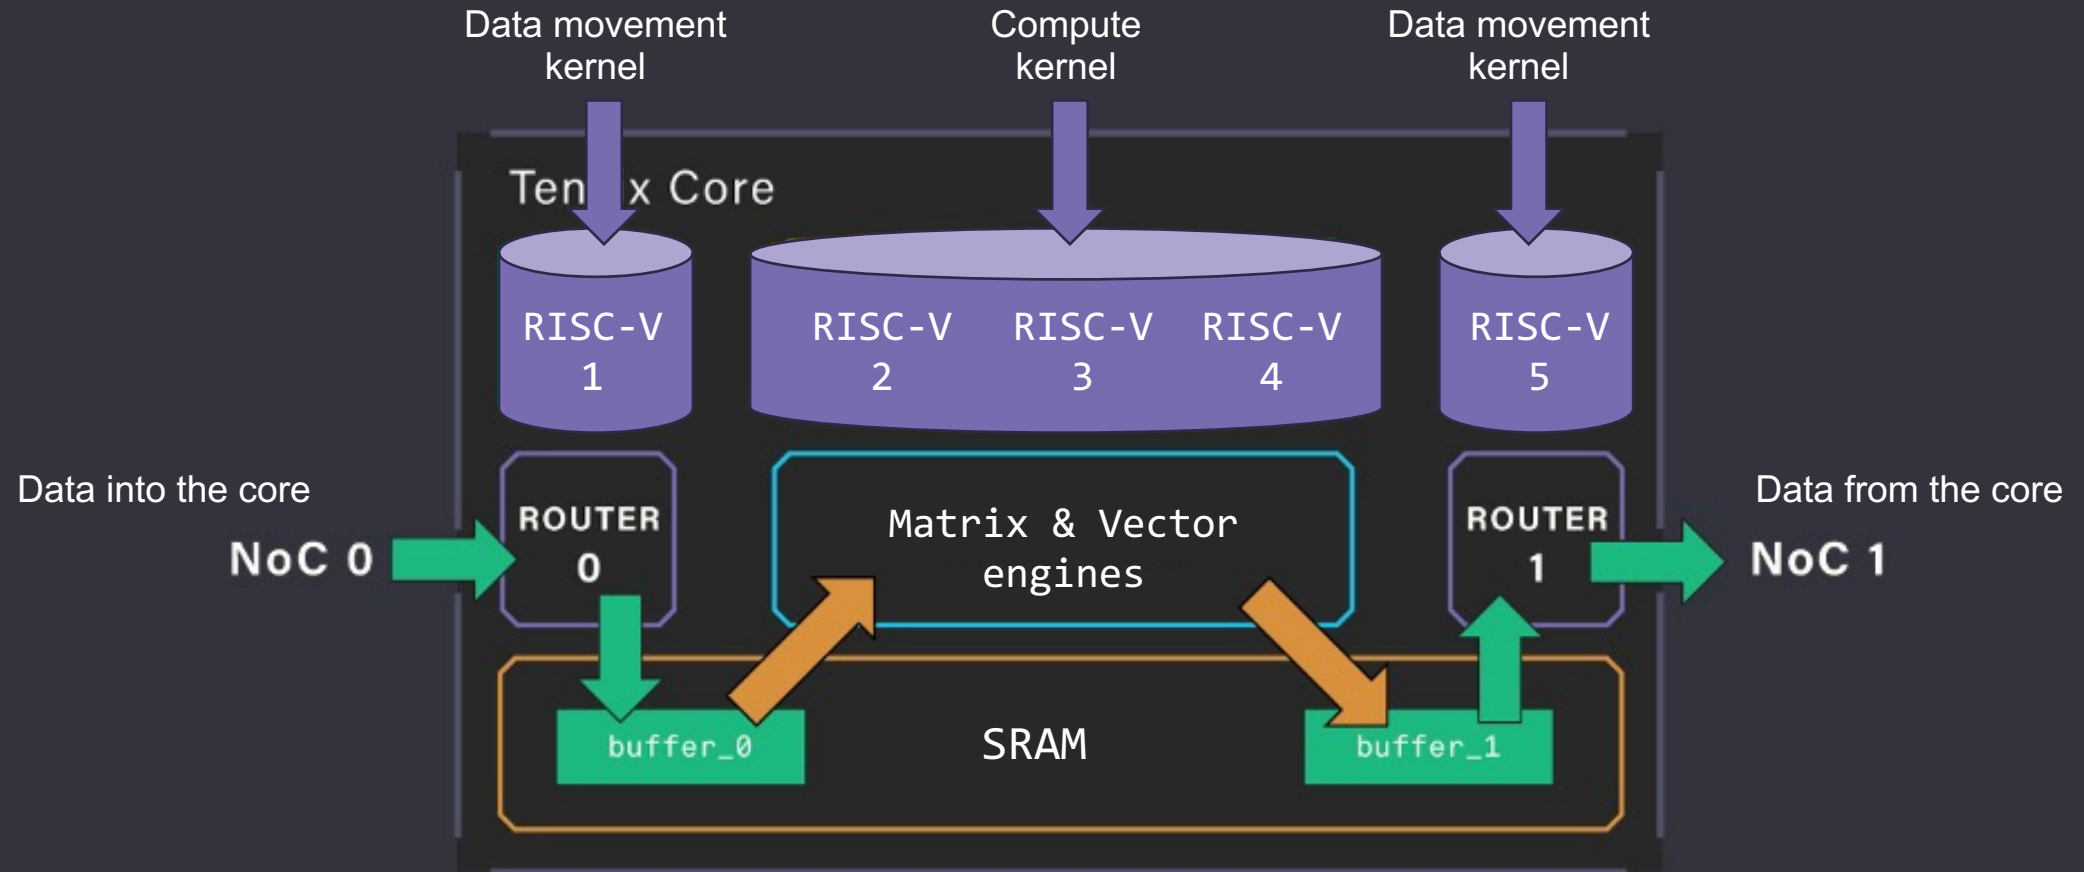 Data movement
kernel
Compute
kernel
Data movement
kernel
Ten x Core
RISC-V
1
RISC-V
2
RISC-V
3
RISC-V
4
RISC-V
5
Data into the core
NoC 0
ROUTER
0
Matrix & Vector
engines
ROUTER
1
Data from the core
NoC 1
buffer_0
SRAM
buffer_1